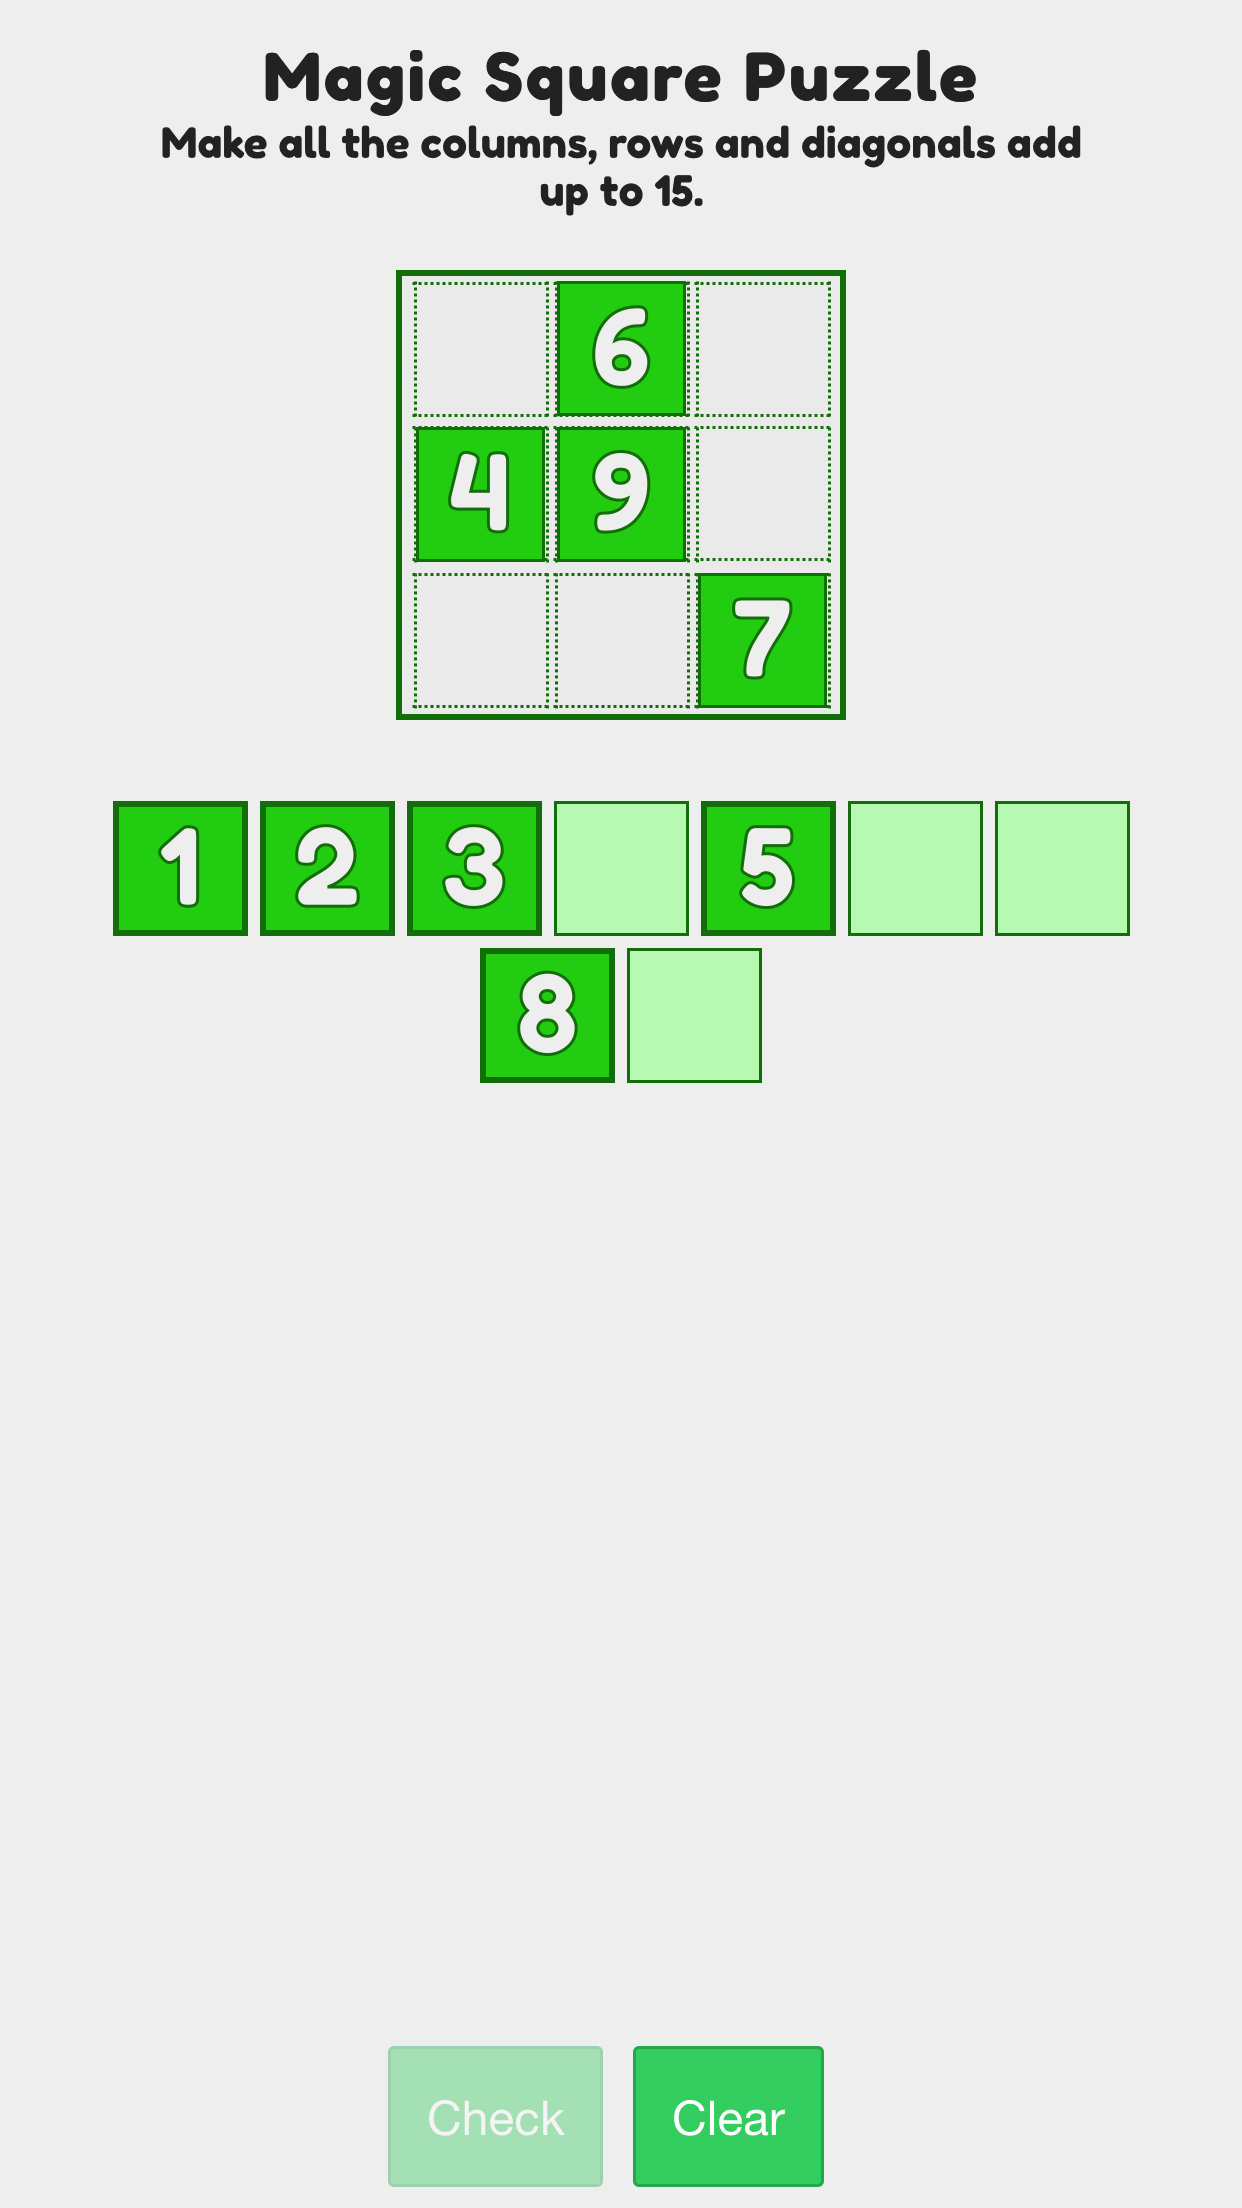 Magic Square Puzzle
Make all the columns, rows and diagonals add
up to 15.
6
4 9
7
1 2 3 5
8
Check Clear